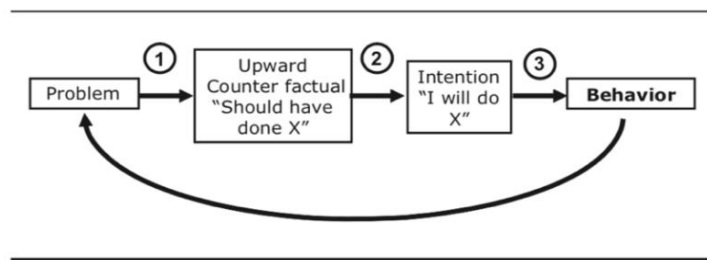 1
2
3
Problem
Upward
Counter factual
“Should have
done X”
Intention
“I will do
X”
Behavior